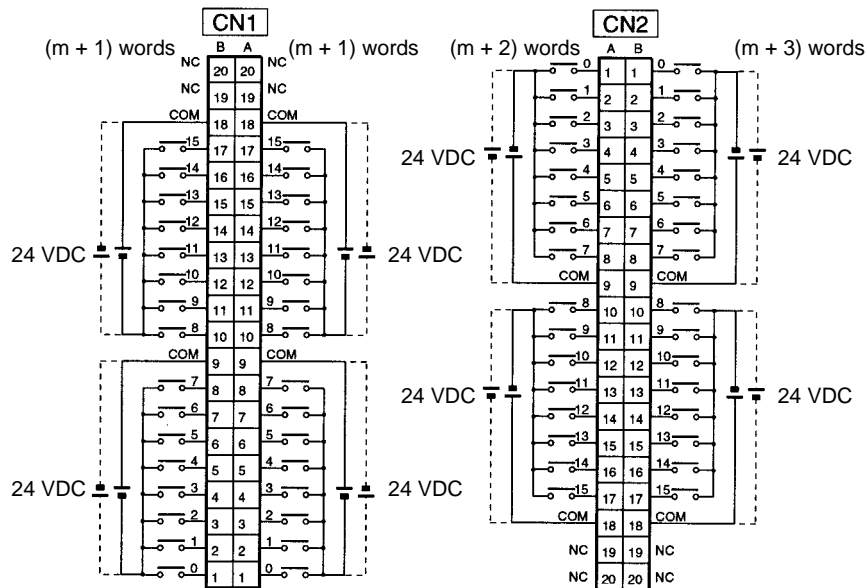 CN1
(m + 1) words B A (m + 1) words
NC 20 20 NC
NC 19 19 NC
COM 18 18 COM
15 17 17 15
14 16 16 14
13 15 15 13
12 14 14 12
24 VDC 11 13 13 11 24 VDC
10 12 12 10
9 11 11 9
8 10 10 8
COM 9 9 COM
7 8 8 7
6 7 7 6
5 6 6 5
4 5 5 4
24 VDC 3 4 4 3 24 VDC
2 3 3 2
1 2 2 1
0 1 1 0
CN2
(m + 2) words A B (m + 3) words
0 1 1 0
1 2 2 1
2 3 3 2
24 VDC 3 4 4 3 24 VDC
4 5 5 4
5 6 6 5
6 7 7 6
7 8 8 7
COM 9 9 COM
8 10 10 8
9 11 11 9
10 12 12 10
24 VDC 11 13 13 11 24 VDC
12 14 14 12
13 15 15 13
14 16 16 14
15 17 17 15
COM 18 18 COM
NC 19 19 NC
NC 20 20 NC